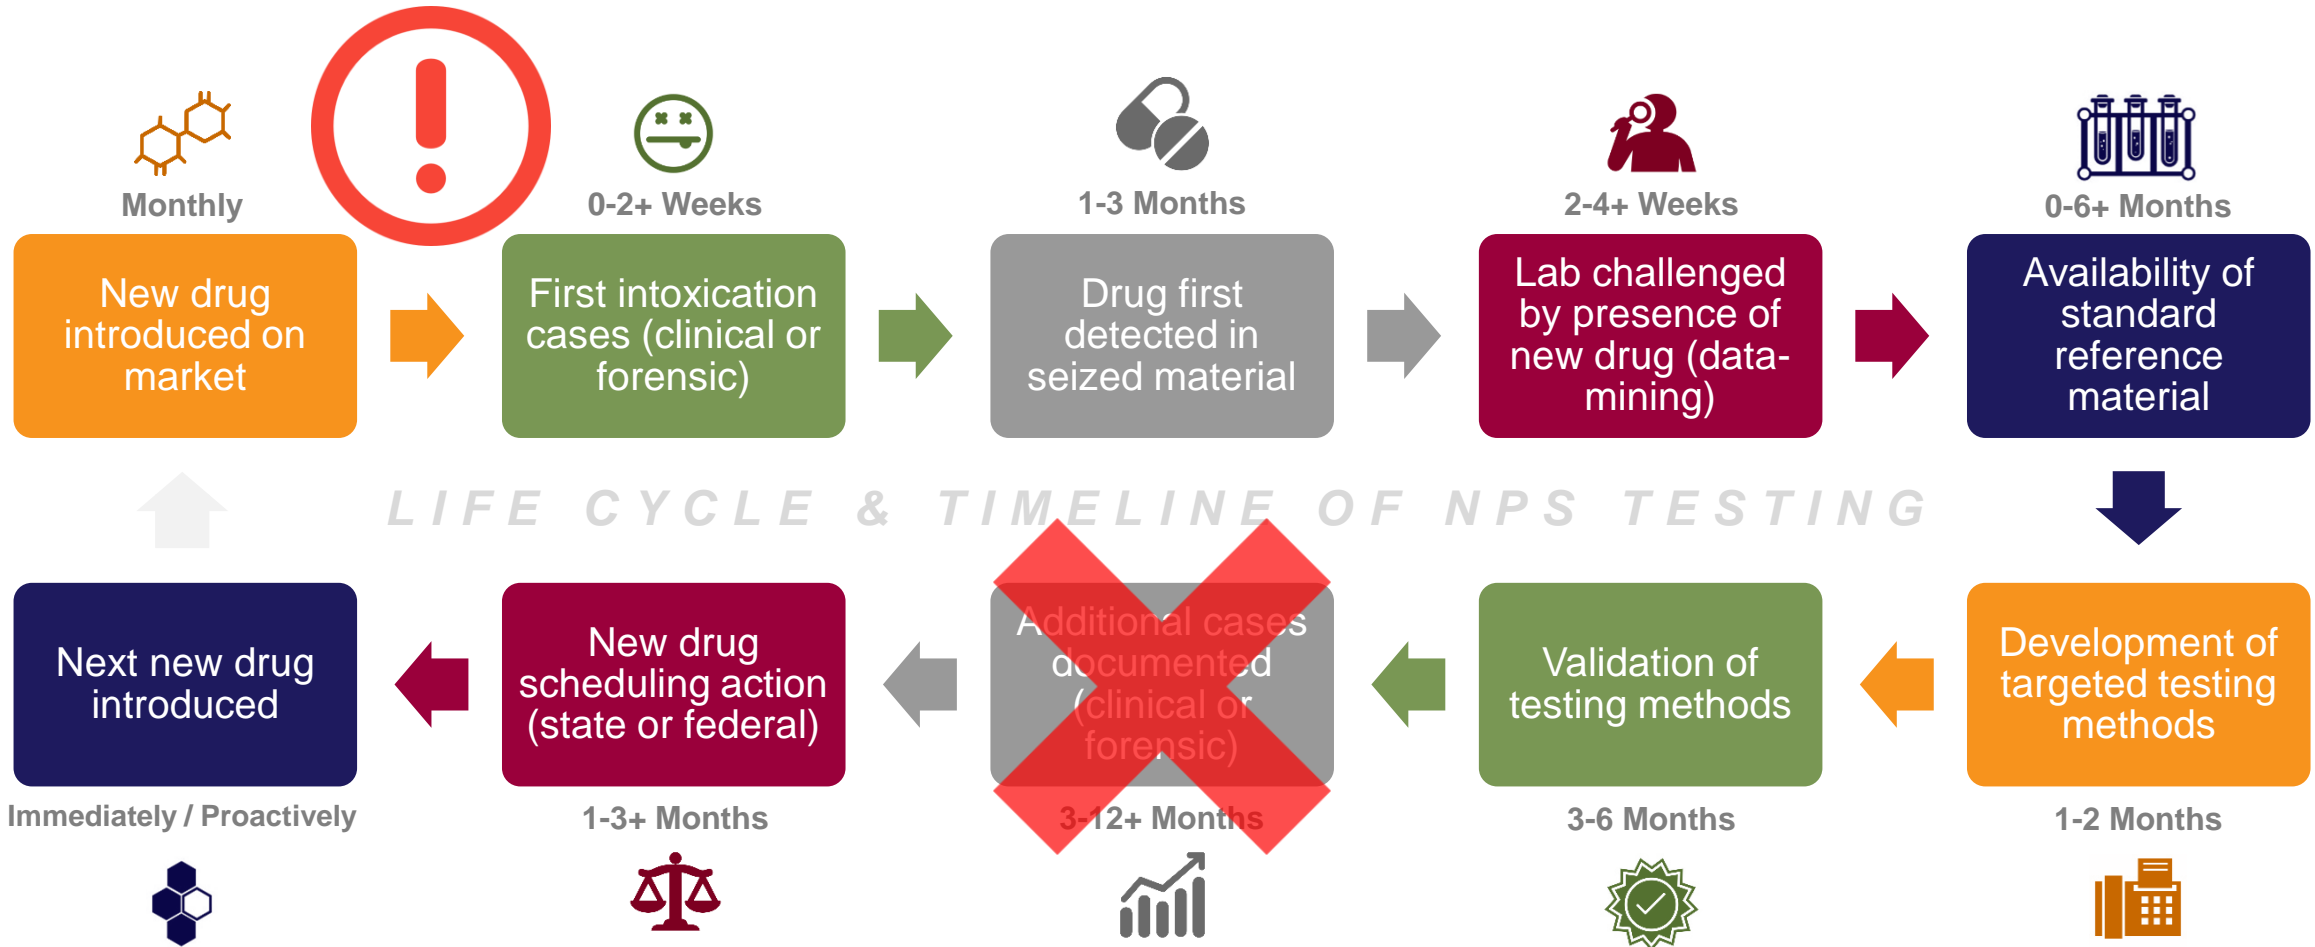 Monthly
0-2+ Weeks
1-3 Months
2-4+ Weeks
0-6+ Months
New drug
introduced on
market
First intoxication
cases (clinical or
forensic)
Drug first
detected in
seized material
Lab challenged
by presence of
new drug (data-
mining)
Availability of
standard
reference
material
LIFE CYCLE & TIMELINE OF NPS TESTING
Next new drug
introduced
New drug
scheduling action
(state or federal)
Additional cases
documented
(clinical or
forensic)
Validation of
testing methods
Development of
targeted testing
methods
Immediately / Proactively
1-3+ Months
3-12+ Months
3-6 Months
1-2 Months